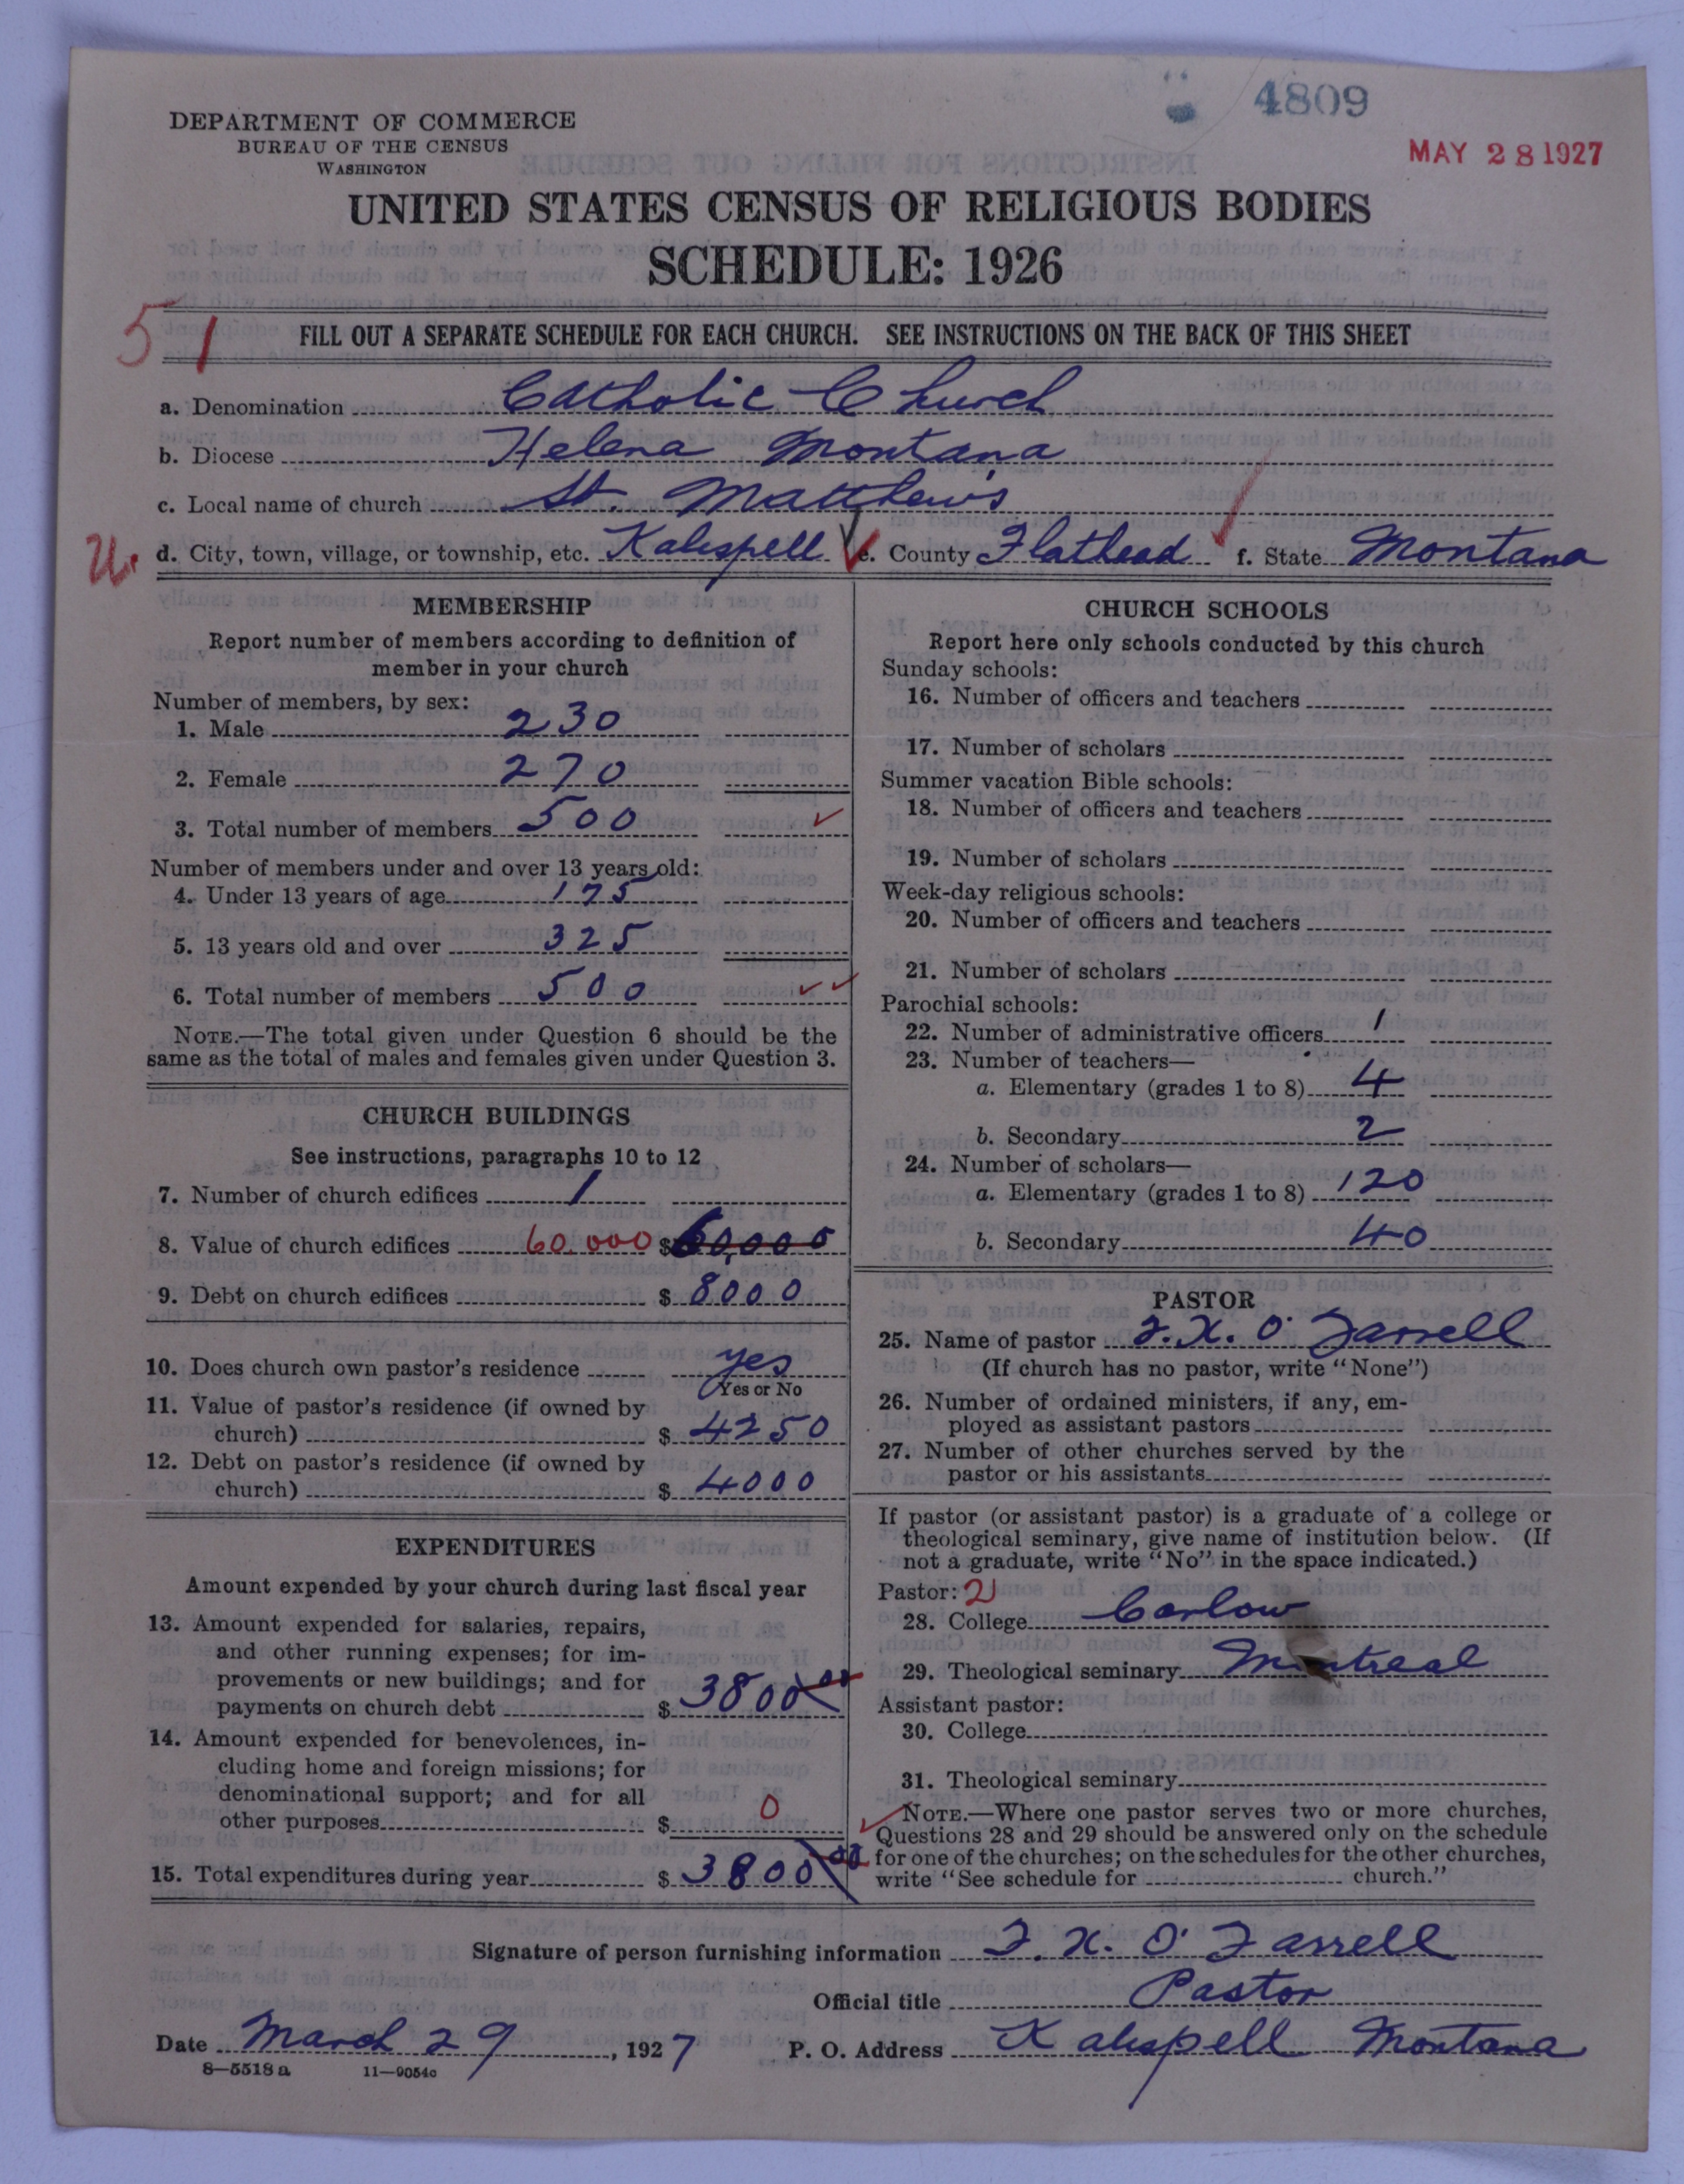 4809
MAY 28 1927
DEPARTMENT OF COMMERCE
BUREAU OF THE CENSUS
WASHINGTON
UNITED STATES CENSUS OF RELIGIOUS BODIES
SCHEDULE: 1926
51
FILL OUT A SEPARATE SCHEDULE FOR EACH CHURCH. SEE INSTRUCTIONS ON THE BACK OF THIS SHEET
a. Denomination Catholic Church
b. Diocese Helena Montana
c. Local name of church St. Matthews
U. d. City, town, village, or township, etc. Kalispell e. County Flathead f. State Montana
MEMBERSHIP
Report number of members according to definition of
member in your church
Number of members, by sex:
1. Male 230
2. Female 270
3. Total number of members 500
Number of members under and over 13 years old:
4. Under 13 years of age 175
5. 13 years old and over 325
6. Total number of members 500
NOTE.—The total given under Question 6 should be the
same as the total of males and females given under Question 3.
CHURCH BUILDINGS
See instructions, paragraphs 10 to 12
7. Number of church edifices 1
8. Value of church edifices 60.000 $ 60,000
9. Debt on church edifices $ 8000
10. Does church own pastor's residence yes
Yes or No
11. Value of pastor's residence (if owned by
church) $ 4250
12. Debt on pastor's residence (if owned by
church) $ 4000
EXPENDITURES
Amount expended by your church during last fiscal year
13. Amount expended for salaries, repairs,
and other running expenses; for im-
provements or new buildings; and for
payments on church debt $ 3800 00
14. Amount expended for benevolences, in-
cluding home and foreign missions; for
denominational support; and for all
other purposes $ 0
15. Total expenditures during year $ 3800 00
CHURCH SCHOOLS
Report here only schools conducted by this church
Sunday schools:
16. Number of officers and teachers
17. Number of scholars
Summer vacation Bible schools:
18. Number of officers and teachers
19. Number of scholars
Week-day religious schools:
20. Number of officers and teachers
21. Number of scholars
Parochial schools:
22. Number of administrative officers 1
23. Number of teachers—
a. Elementary (grades 1 to 8) 4
b. Secondary 2
24. Number of scholars—
a. Elementary (grades 1 to 8) 120
b. Secondary 40
PASTOR
25. Name of pastor F. X. O'Farrell
(If church has no pastor, write "None")
26. Number of ordained ministers, if any, em-
ployed as assistant pastors
27. Number of other churches served by the
pastor or his assistants
If pastor (or assistant pastor) is a graduate of a college or
theological seminary, give name of institution below. (If
not a graduate, write "No" in the space indicated.)
Pastor: 2
28. College Carlow
29. Theological seminary Montreal
Assistant pastor:
30. College
31. Theological seminary
NOTE.—Where one pastor serves two or more churches,
Questions 28 and 29 should be answered only on the schedule
for one of the churches; on the schedules for the other churches,
write "See schedule for church."
Signature of person furnishing information F. X. O'Farrell
Official title Pastor
Date March 29, 1927 P. O. Address Kalispell Montana
8—5518 a 11—9054c